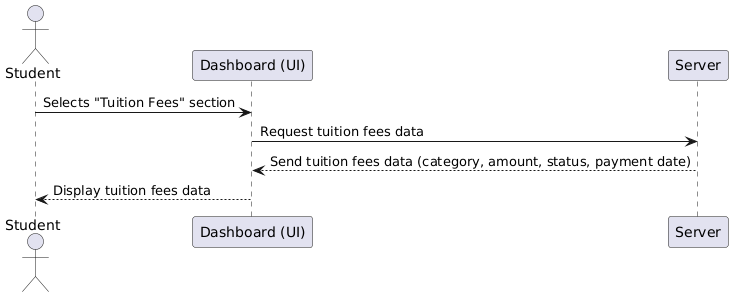 Student
Dashboard (UI)
Server
Selects "Tuition Fees" section
Request tuition fees data
Send tuition fees data (category, amount, status, payment date)
Display tuition fees data
Student
Dashboard (UI)
Server